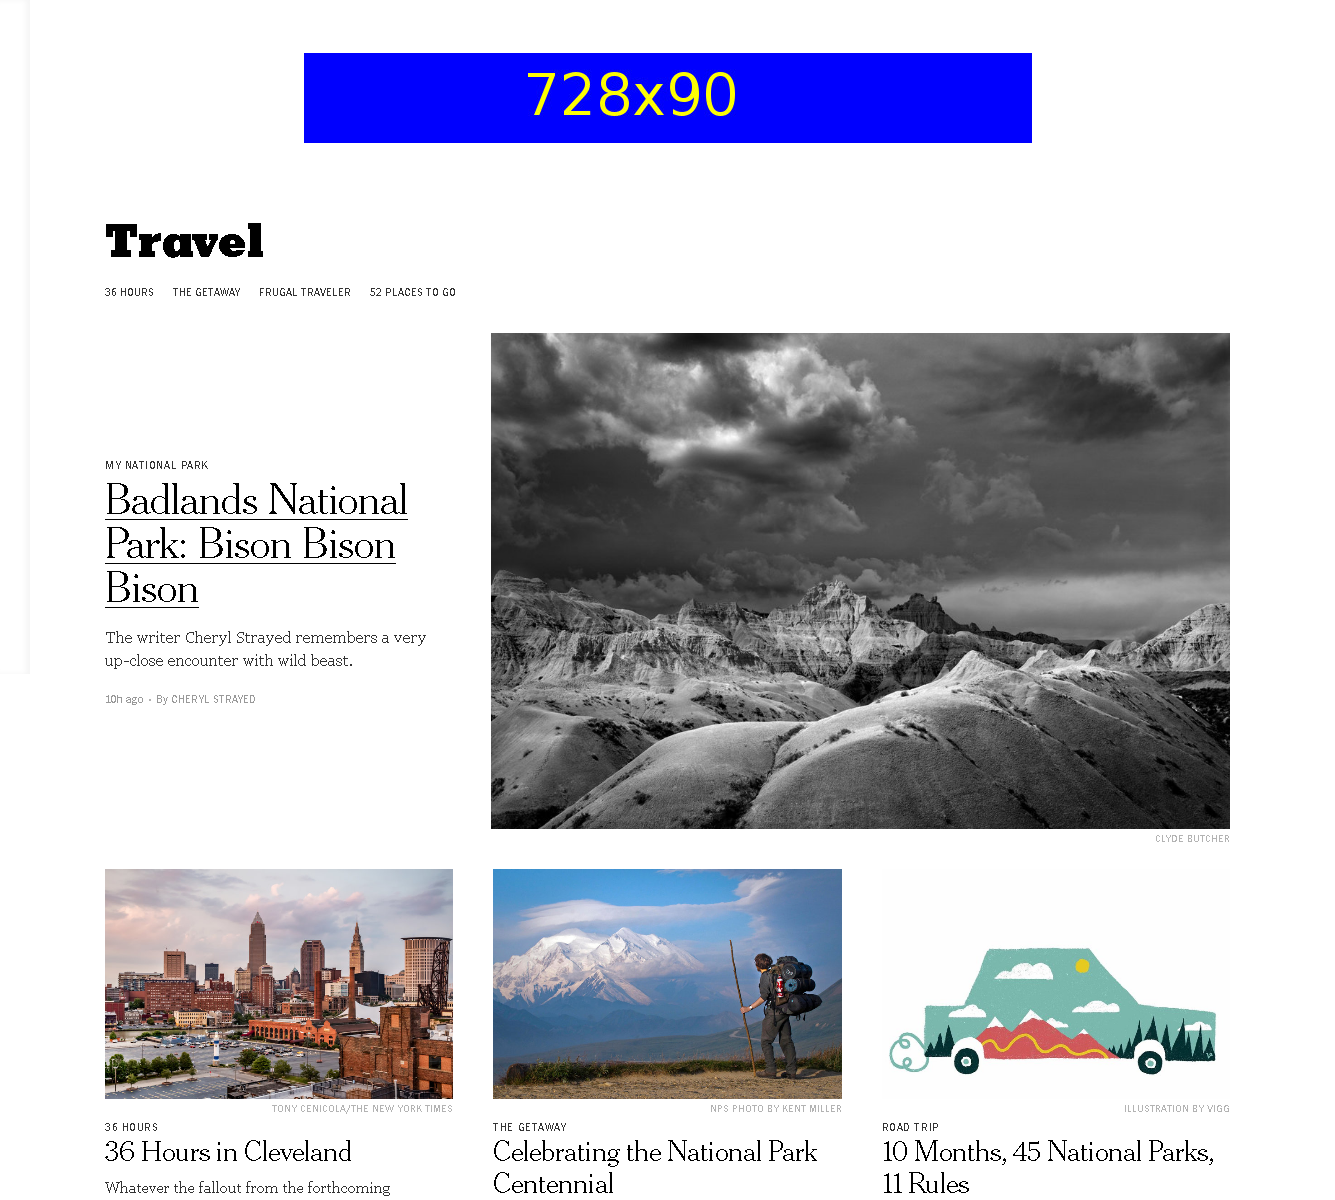 728x90
Travel
36 HOURS THE GETAWAY FRUGAL TRAVELER 52 PLACES TO GO
MY NATIONAL PARK
Badlands National
Park: Bison Bison
Bison
The writer Cheryl Strayed remembers a very
up-close encounter with wild beast.
10h ago • By CHERYL STRAYED
CLYDE BUTCHER
TONY CENICOLA/THE NEW YORK TIMES
36 HOURS
36 Hours in Cleveland
Whatever the fallout from the forthcoming
NPS PHOTO BY KENT MILLER
THE GETAWAY
Celebrating the National Park
Centennial
ILLUSTRATION BY VIGG
ROAD TRIP
10 Months, 45 National Parks,
11 Rules